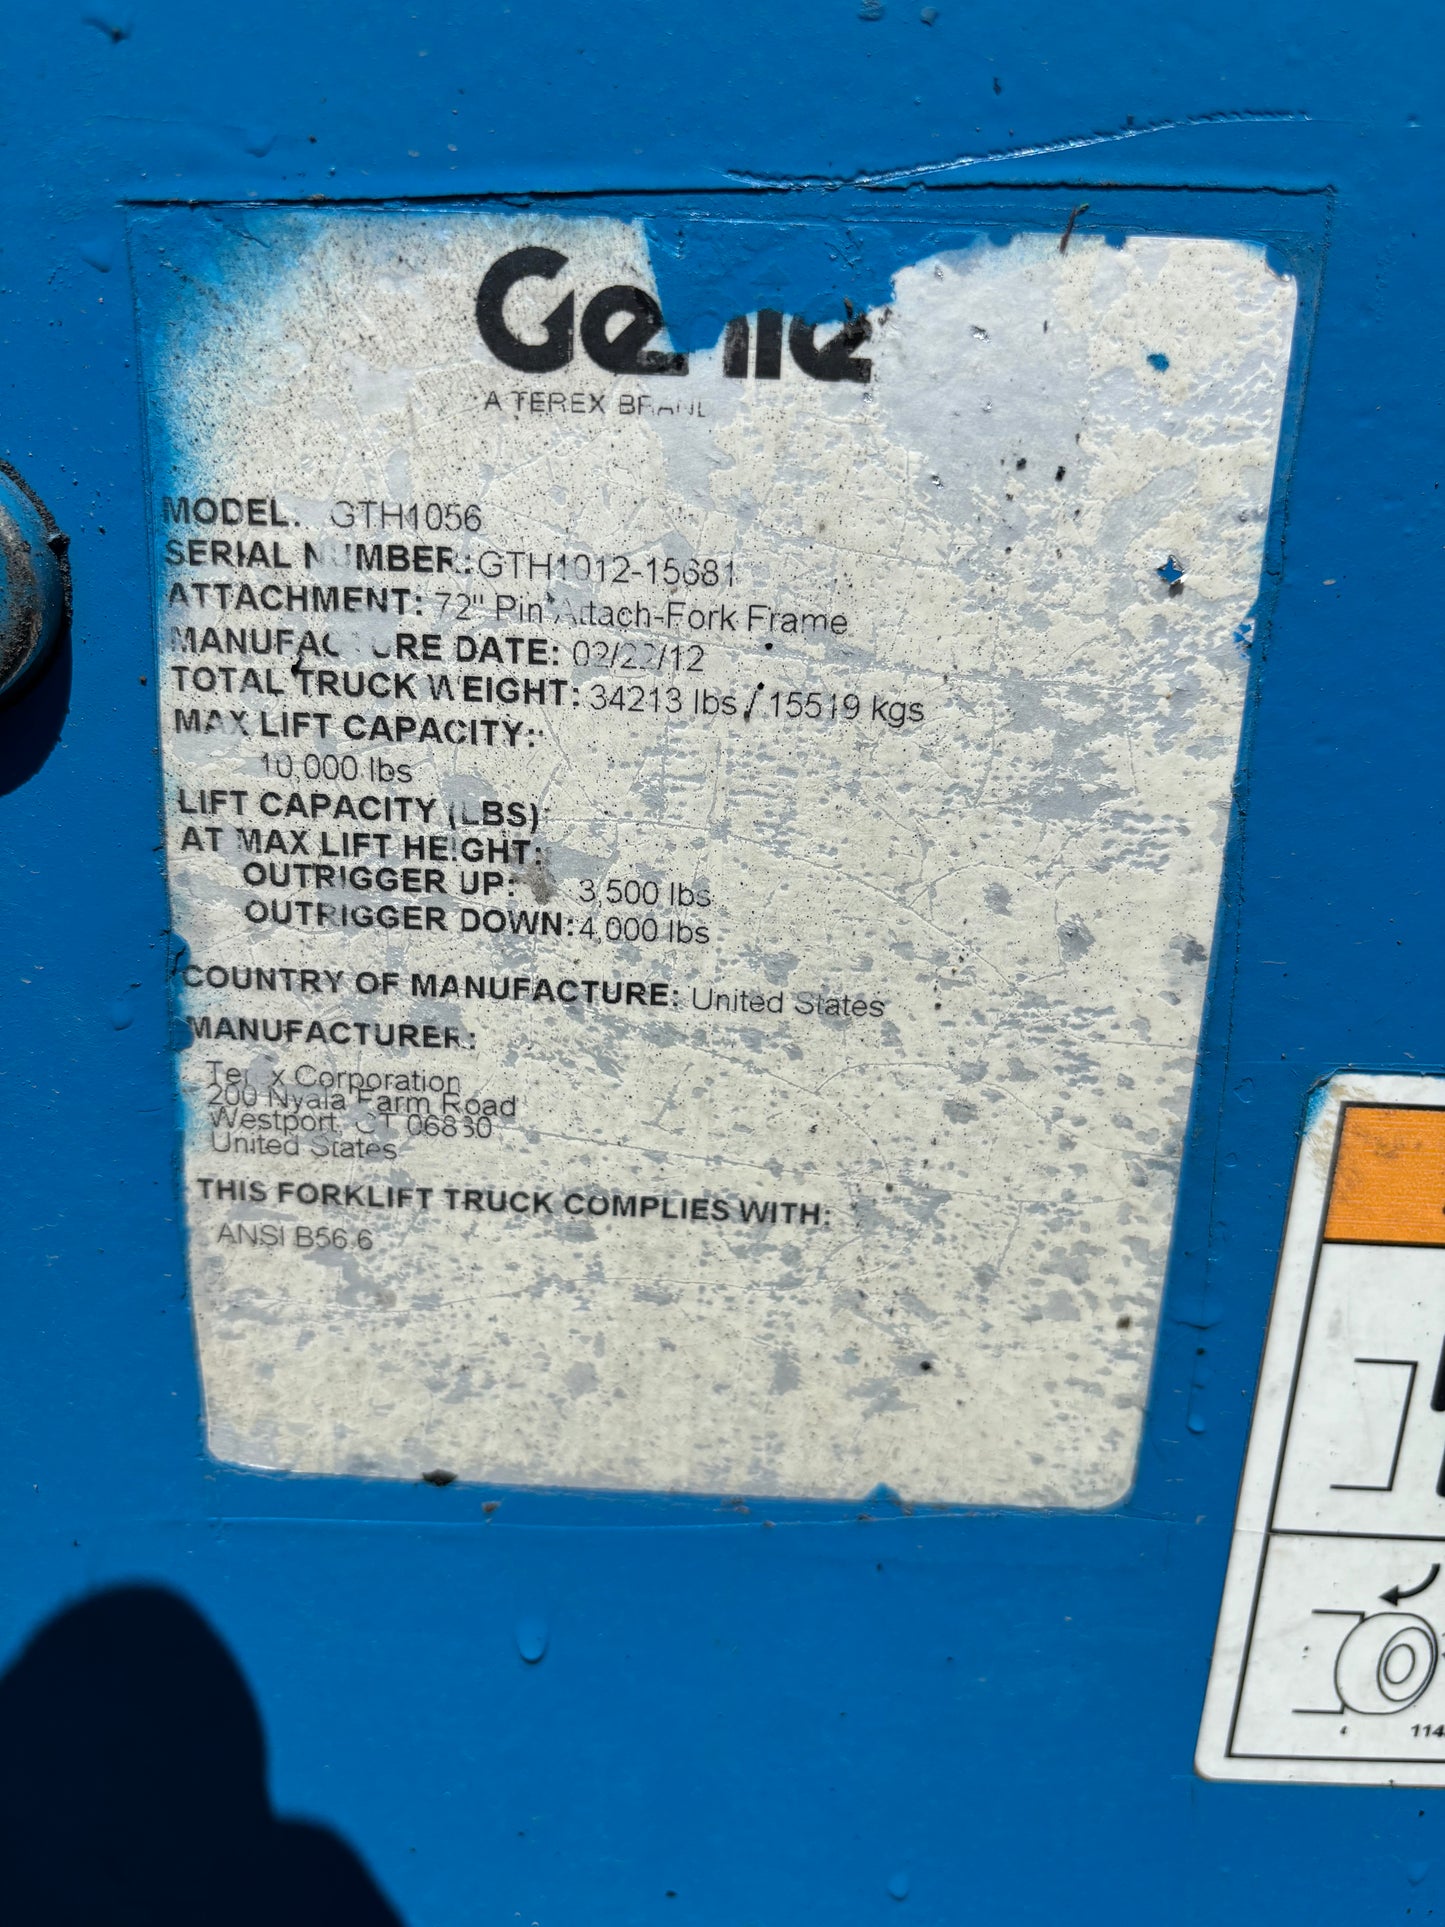 Genie
A TEREX BRAND
MODEL: GTH1056
SERIAL NUMBER: GTH1012-15681
ATTACHMENT: 72" Pin Attach-Fork Frame
MANUFACTURE DATE:
TOTAL TRUCK WEIGHT: 34213 lbs / 15519 kgs
MAX LIFT CAPACITY:
10,000 lbs
LIFT CAPACITY (LBS)
AT MAX LIFT HEIGHT:
OUTRIGGER UP: 3,500 lbs
OUTRIGGER DOWN: 4,000 lbs
COUNTRY OF MANUFACTURE: United States
MANUFACTURER:
Terex Corporation
200 Nyala Farm Road
Westport, CT 06880
United States
THIS FORKLIFT TRUCK COMPLIES WITH:
ANSI B56.6